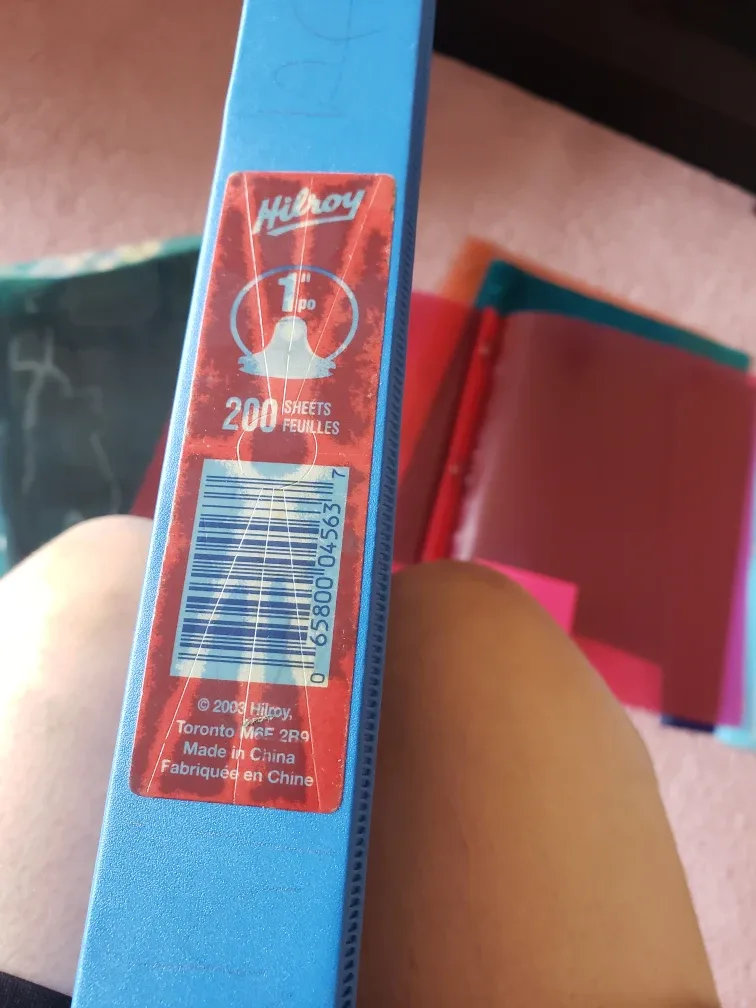 Hilroy
1"
po
200 SHEETS
FEUILLES
0 65800 04563 7
© 2003 Hilroy,
Toronto M6E 2R9
Made in China
Fabriquée en Chine